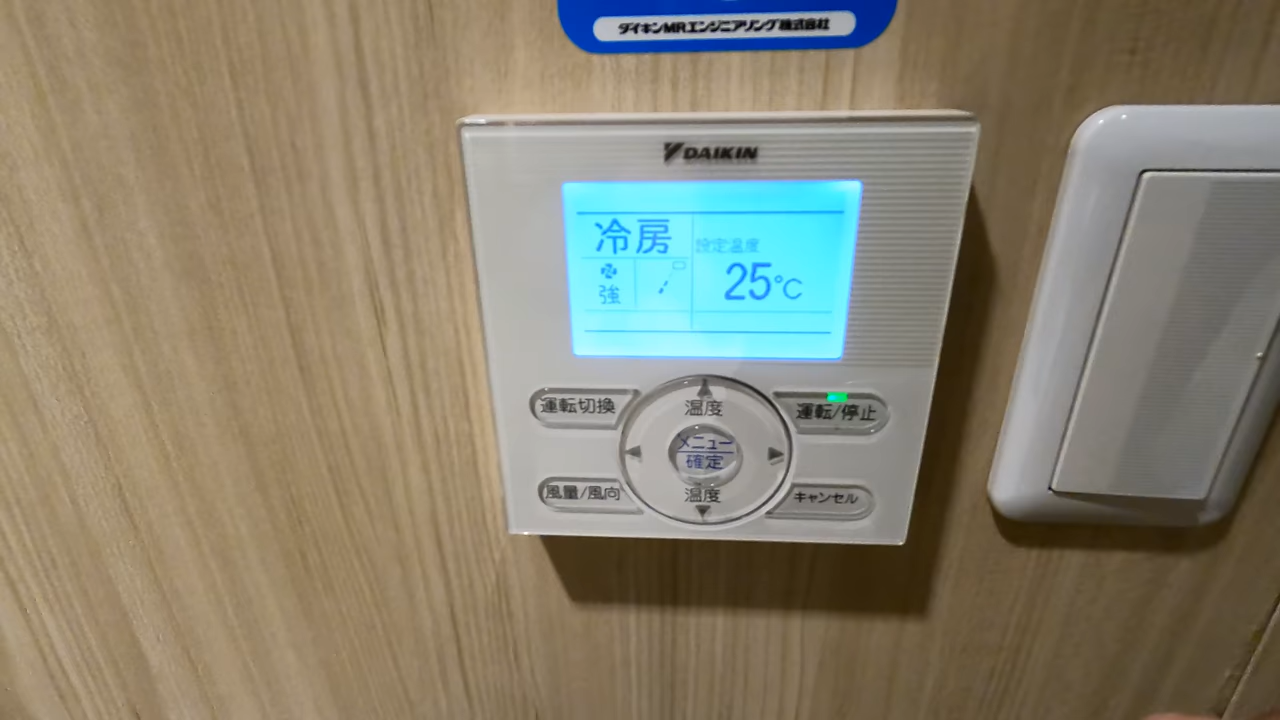 ダイキンMRエンジニアリング株式会社
DAIKIN
冷房
設定温度
強
25℃
運転切換
温度
運転/停止
メニュー
確定
風量/風向
温度
キャンセル